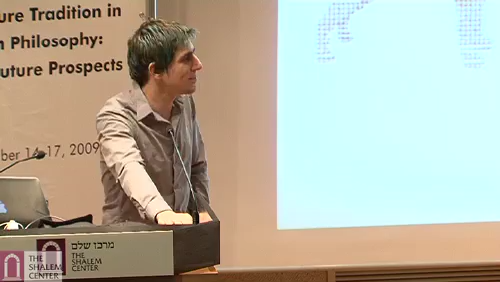 ure Tradition in
n Philosophy:
uture Prospects
ber 14-17, 2009
מרכז שלם
THE
SHALEM
CENTER
THE
SHALEM
CENTER